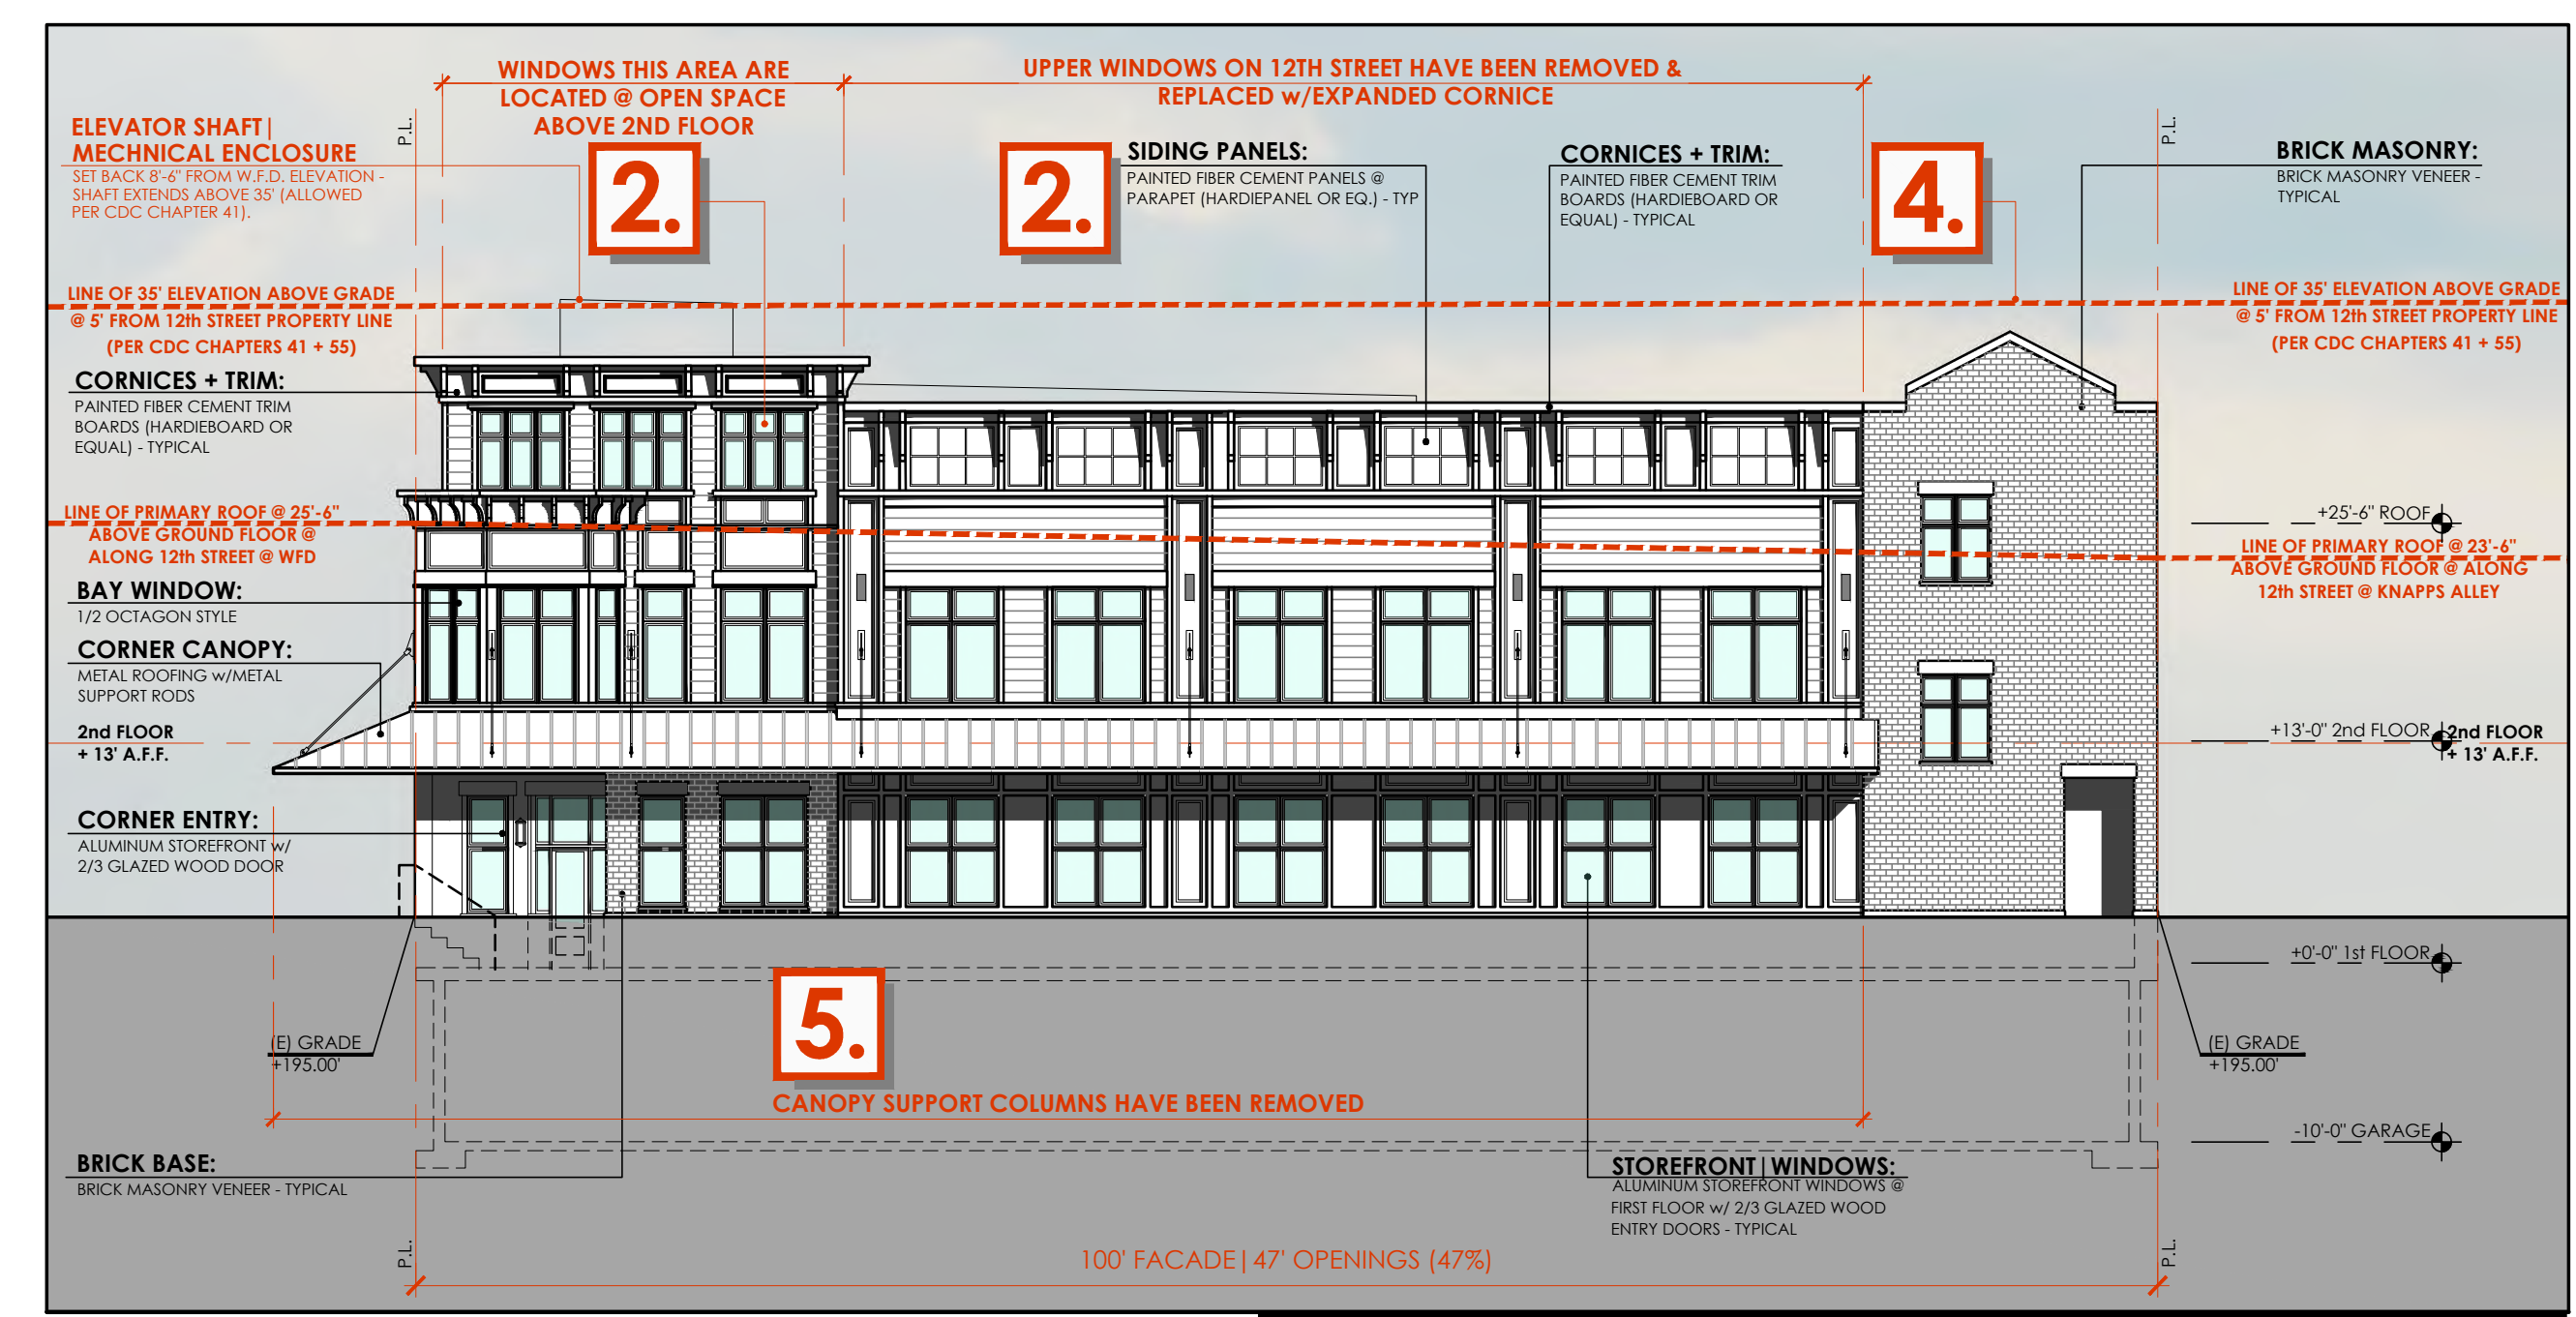 WINDOWS THIS AREA ARE
LOCATED @ OPEN SPACE
ABOVE 2ND FLOOR
UPPER WINDOWS ON 12TH STREET HAVE BEEN REMOVED &
REPLACED w/EXPANDED CORNICE
ELEVATOR SHAFT|
MECHNICAL ENCLOSURE
SET BACK 8'-6" FROM W.F.D. ELEVATION -
SHAFT EXTENDS ABOVE 35' (ALLOWED
PER CDC CHAPTER 41).
P.L.
2.
2.
SIDING PANELS:
PAINTED FIBER CEMENT PANELS @
PARAPET (HARDIEPANEL OR EQ.) - TYP
CORNICES + TRIM:
PAINTED FIBER CEMENT TRIM
BOARDS (HARDIEBOARD OR
EQUAL) - TYPICAL
4.
P.L.
BRICK MASONRY:
BRICK MASONRY VENEER -
TYPICAL
LINE OF 35' ELEVATION ABOVE GRADE
@ 5' FROM 12th STREET PROPERTY LINE
(PER CDC CHAPTERS 41 + 55)
LINE OF 35' ELEVATION ABOVE GRADE
@ 5' FROM 12th STREET PROPERTY LINE
(PER CDC CHAPTERS 41 + 55)
CORNICES + TRIM:
PAINTED FIBER CEMENT TRIM
BOARDS (HARDIEBOARD OR
EQUAL) - TYPICAL
LINE OF PRIMARY ROOF @ 25'-6"
ABOVE GROUND FLOOR @
ALONG 12th STREET @ WFD
+25'-6" ROOF
LINE OF PRIMARY ROOF @ 23'-6"
ABOVE GROUND FLOOR @ ALONG
12th STREET @ KNAPPS ALLEY
BAY WINDOW:
1/2 OCTAGON STYLE
CORNER CANOPY:
METAL ROOFING w/METAL
SUPPORT RODS
2nd FLOOR
+ 13' A.F.F.
+13'-0" 2nd FLOOR
2nd FLOOR
+ 13' A.F.F.
CORNER ENTRY:
ALUMINUM STOREFRONT w/
2/3 GLAZED WOOD DOOR
+0'-0" 1st FLOOR
5.
(E) GRADE
+195.00'
(E) GRADE
+195.00'
CANOPY SUPPORT COLUMNS HAVE BEEN REMOVED
-10'-0" GARAGE
BRICK BASE:
BRICK MASONRY VENEER - TYPICAL
STOREFRONT|WINDOWS:
ALUMINUM STOREFRONT WINDOWS @
FIRST FLOOR w/ 2/3 GLAZED WOOD
ENTRY DOORS - TYPICAL
P.L.
100' FACADE|47' OPENINGS (47%)
P.L.